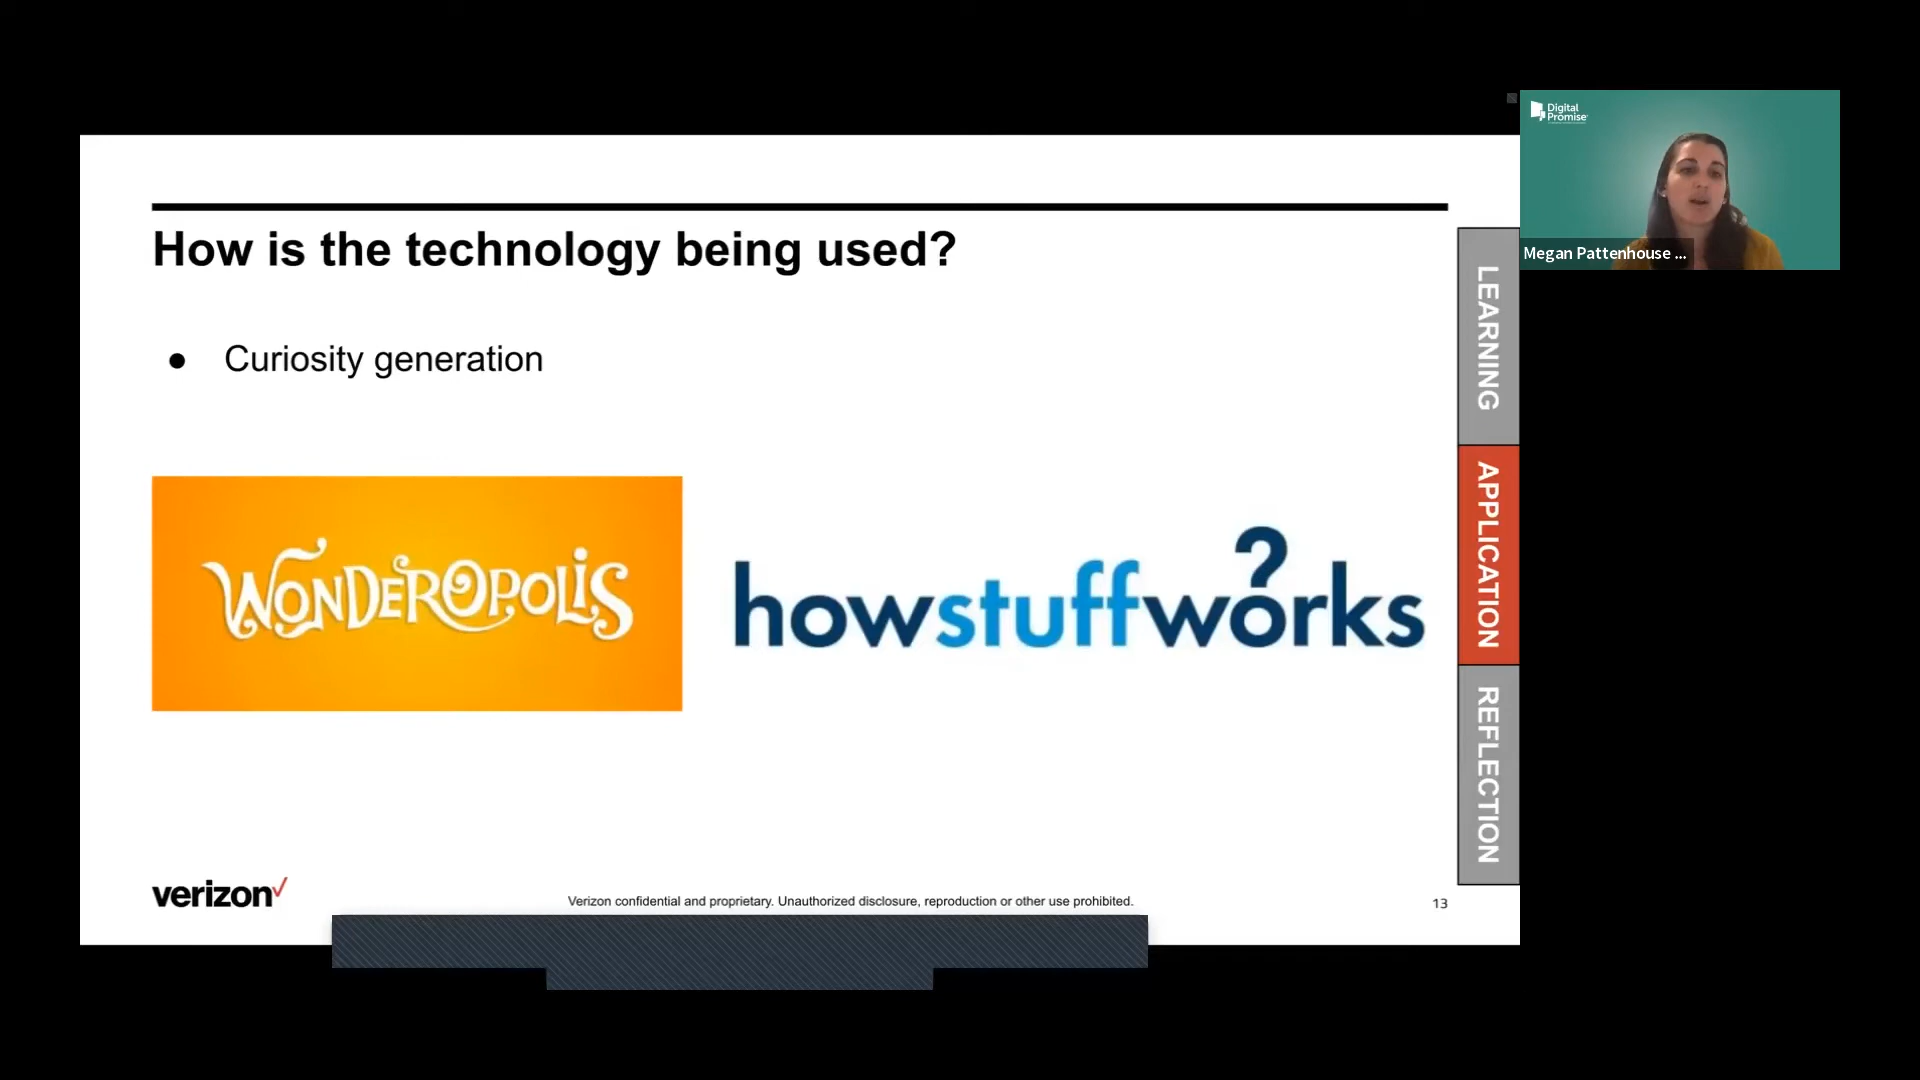 How is the technology being used?
● Curiosity generation
WONDEROPOLIS
howstuffworks
?
LEARNING
APPLICATION
REFLECTION
verizon✓
Verizon confidential and proprietary. Unauthorized disclosure, reproduction or other use prohibited.
13
Digital
Promise
Megan Pattenhouse ...